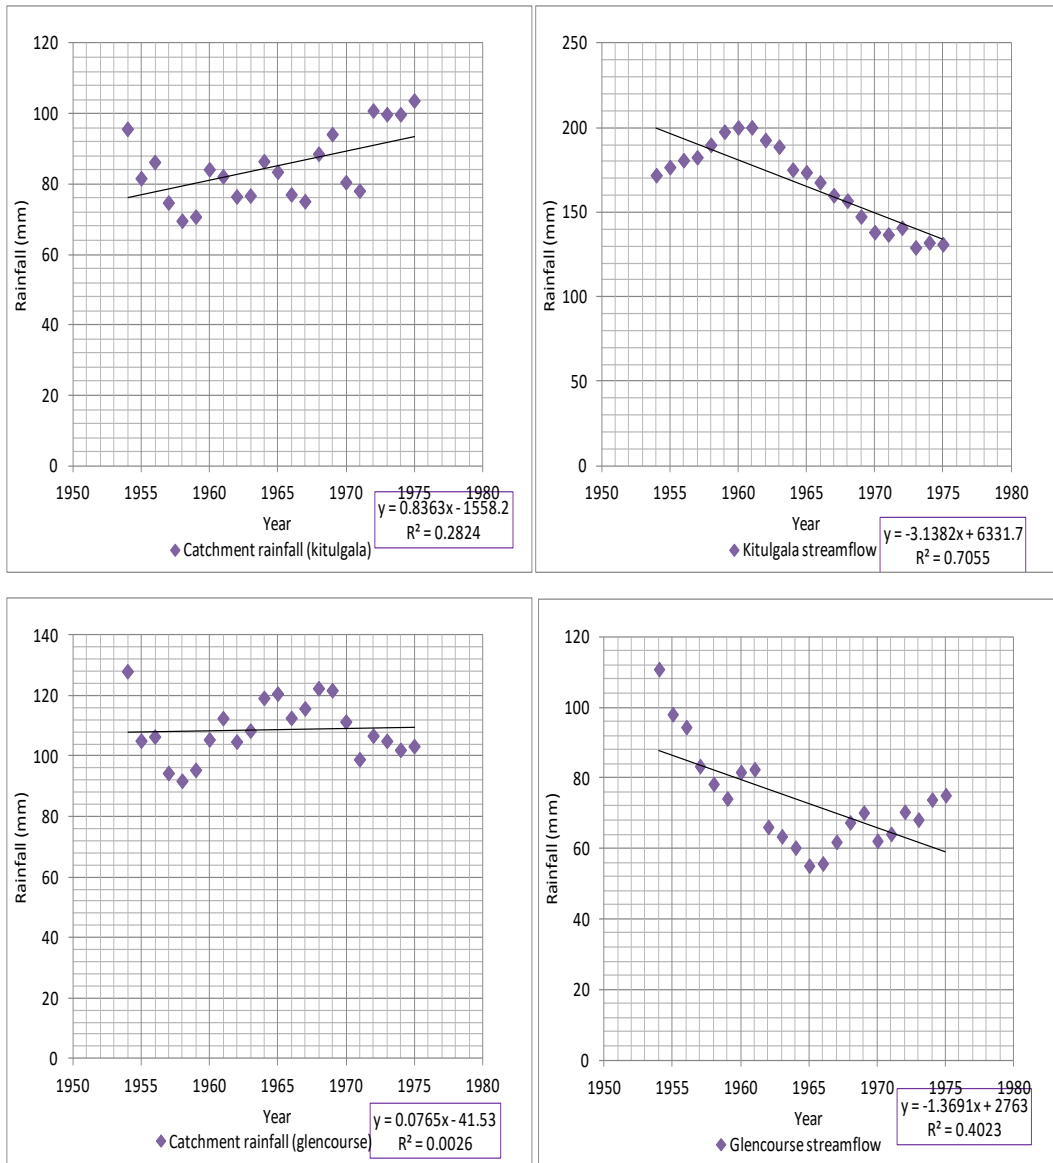 120
100
80
60
40
20
0
Rainfall (mm)
1950 1955 1960 1965 1970 1975 1980
Year
y = 0.8363x - 1558.2
R² = 0.2824
Catchment rainfall (kitulgala)
250
200
150
100
50
0
Rainfall (mm)
1950 1955 1960 1965 1970 1975 1980
Year
y = -3.1382x + 6331.7
R² = 0.7055
Kitulgala streamflow
140
120
100
80
60
40
20
0
Rainfall (mm)
1950 1955 1960 1965 1970 1975 1980
Year
y = 0.0765x - 41.53
R² = 0.0026
Catchment rainfall (glencourse)
120
100
80
60
40
20
0
Rainfall (mm)
1950 1955 1960 1965 1970 1975 1980
Year
y = -1.3691x + 2763
R² = 0.4023
Glencourse streamflow